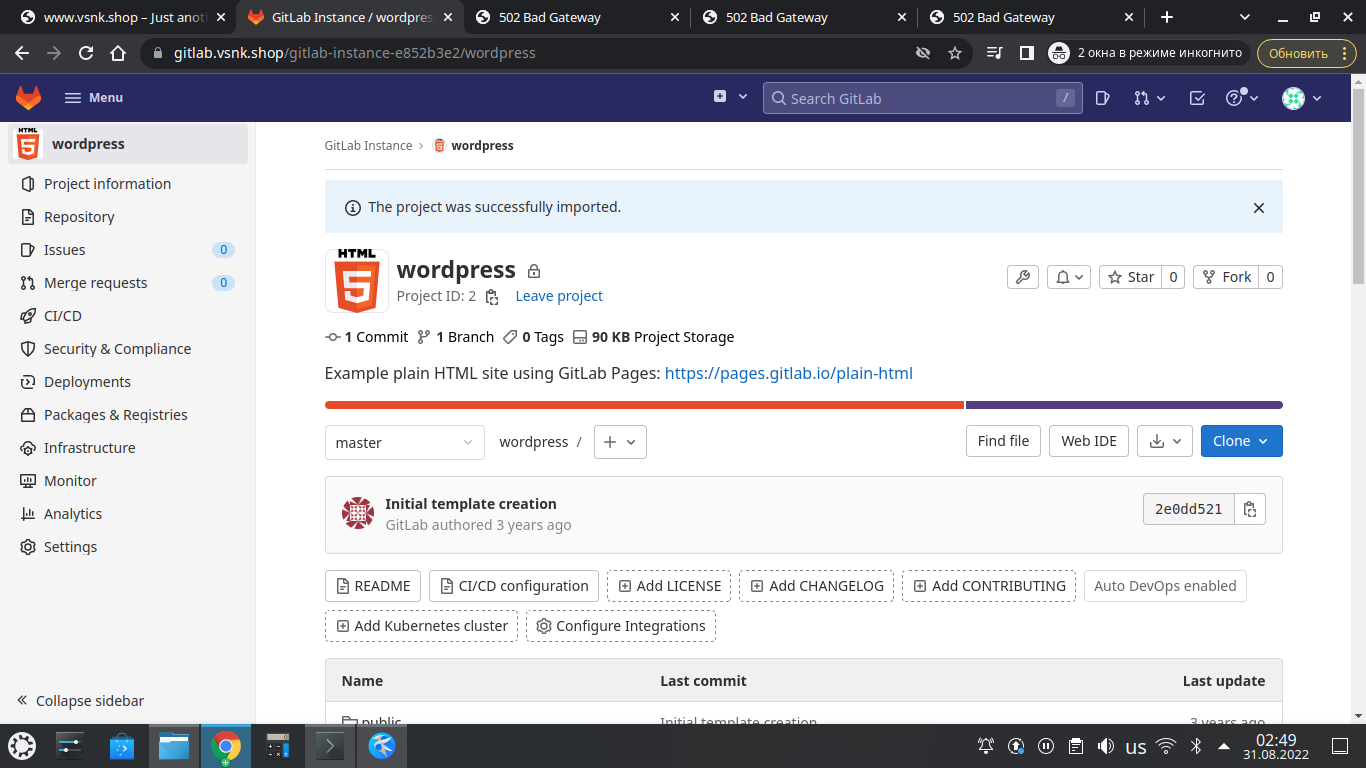 www.vsnk.shop – Just anot
GitLab Instance / wordpres
502 Bad Gateway
502 Bad Gateway
502 Bad Gateway
gitlab.vsnk.shop/gitlab-instance-e852b3e2/wordpress
2 окна в режиме инкогнито
Обновить
Menu
Search GitLab
/
HTML
wordpress
Project information
Repository
Issues 0
Merge requests 0
CI/CD
Security & Compliance
Deployments
Packages & Registries
Infrastructure
Monitor
Analytics
Settings
Collapse sidebar
GitLab Instance › wordpress
The project was successfully imported.
HTML
wordpress
Project ID: 2 Leave project
Star 0
Fork 0
1 Commit 1 Branch 0 Tags 90 KB Project Storage
Example plain HTML site using GitLab Pages: https://pages.gitlab.io/plain-html
master
wordpress /
Find file
Web IDE
Clone
Initial template creation
GitLab authored 3 years ago
2e0dd521
README
CI/CD configuration
Add LICENSE
Add CHANGELOG
Add CONTRIBUTING
Auto DevOps enabled
Add Kubernetes cluster
Configure Integrations
Name Last commit Last update
public Initial template creation 3 years ago
us
02:49
31.08.2022